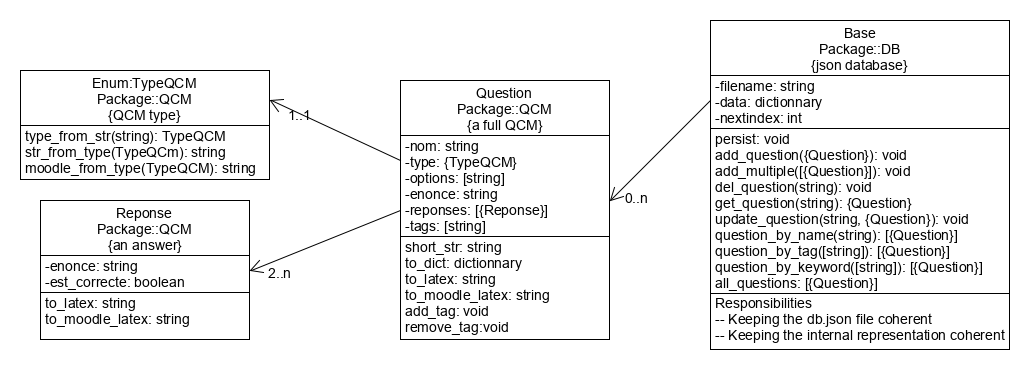 Enum:TypeQCM
Package::QCM
{QCM type}
type_from_str(string): TypeQCM
str_from_type(TypeQCm): string
moodle_from_type(TypeQCM): string
1..1
Reponse
Package::QCM
{an answer}
-enonce: string
-est_correcte: boolean
to_latex: string
to_moodle_latex: string
2..n
Question
Package::QCM
{a full QCM}
-nom: string
-type: {TypeQCM}
-options: [string]
-enonce: string
-reponses: [{Reponse}]
-tags: [string]
short_str: string
to_dict: dictionnary
to_latex: string
to_moodle_latex: string
add_tag: void
remove_tag:void
0..n
Base
Package::DB
{json database}
-filename: string
-data: dictionnary
-nextindex: int
persist: void
add_question({Question}): void
add_multiple([{Question}]): void
del_question(string): void
get_question(string): {Question}
update_question(string, {Question}): void
question_by_name(string): [{Question}]
question_by_tag([string]): [{Question}]
question_by_keyword([string]): [{Question}]
all_questions: [{Question}]
Responsibilities
-- Keeping the db.json file coherent
-- Keeping the internal representation coherent